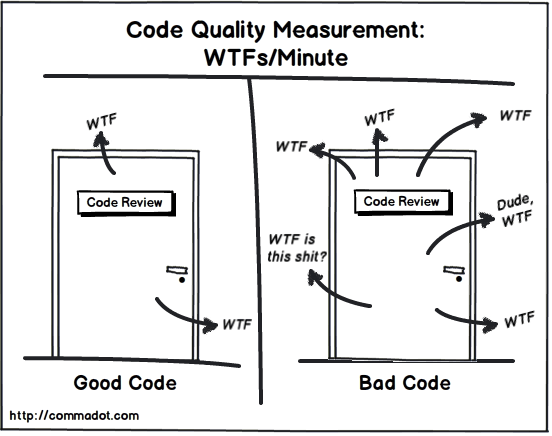 Code Quality Measurement:
WTFs/Minute
WTF
Code Review
WTF
Good Code
WTF
WTF
WTF
Code Review
Dude,
WTF
WTF is
this shit?
WTF
Bad Code
http://commadot.com